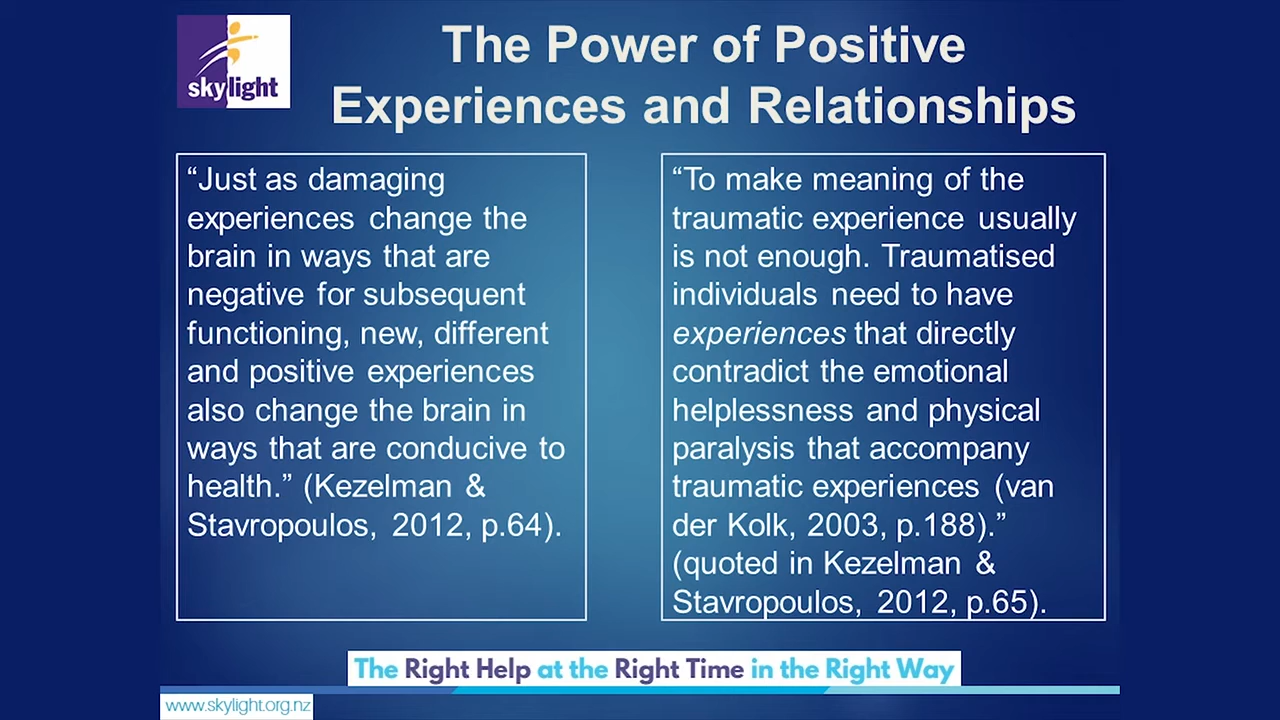 skylight
The Power of Positive
Experiences and Relationships
“Just as damaging
experiences change the
brain in ways that are
negative for subsequent
functioning, new, different
and positive experiences
also change the brain in
ways that are conducive to
health.” (Kezelman &
Stavropoulos, 2012, p.64).
“To make meaning of the
traumatic experience usually
is not enough. Traumatised
individuals need to have
experiences that directly
contradict the emotional
helplessness and physical
paralysis that accompany
traumatic experiences (van
der Kolk, 2003, p.188).”
(quoted in Kezelman &
Stavropoulos, 2012, p.65).
The Right Help at the Right Time in the Right Way
www.skylight.org.nz